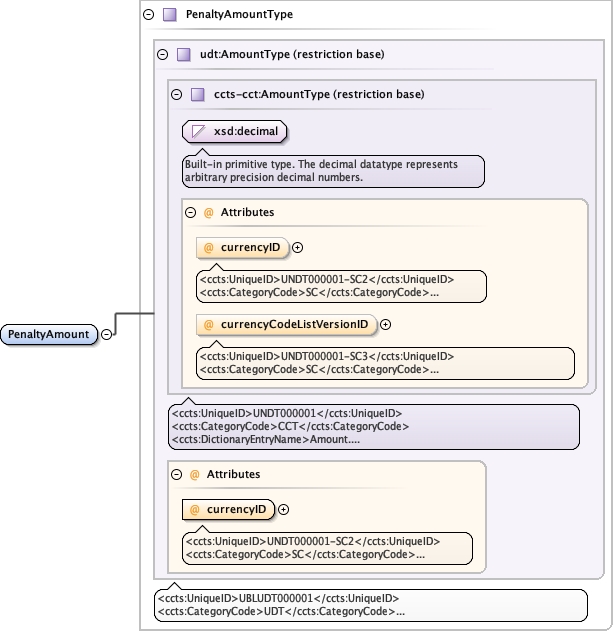 PenaltyAmountType
udt:AmountType (restriction base)
ccts-cct:AmountType (restriction base)
xsd:decimal
Built-in primitive type. The decimal datatype represents
arbitrary precision decimal numbers.
@ Attributes
@ currencyID
<ccts:UniqueID>UNDT000001-SC2</ccts:UniqueID>
<ccts:CategoryCode>SC</ccts:CategoryCode>...
@ currencyCodeListVersionID
<ccts:UniqueID>UNDT000001-SC3</ccts:UniqueID>
<ccts:CategoryCode>SC</ccts:CategoryCode>...
PenaltyAmount
<ccts:UniqueID>UNDT000001</ccts:UniqueID>
<ccts:CategoryCode>CCT</ccts:CategoryCode>
<ccts:DictionaryEntryName>Amount....
@ Attributes
@ currencyID
<ccts:UniqueID>UNDT000001-SC2</ccts:UniqueID>
<ccts:CategoryCode>SC</ccts:CategoryCode>...
<ccts:UniqueID>UBLUDT000001</ccts:UniqueID>
<ccts:CategoryCode>UDT</ccts:CategoryCode>...